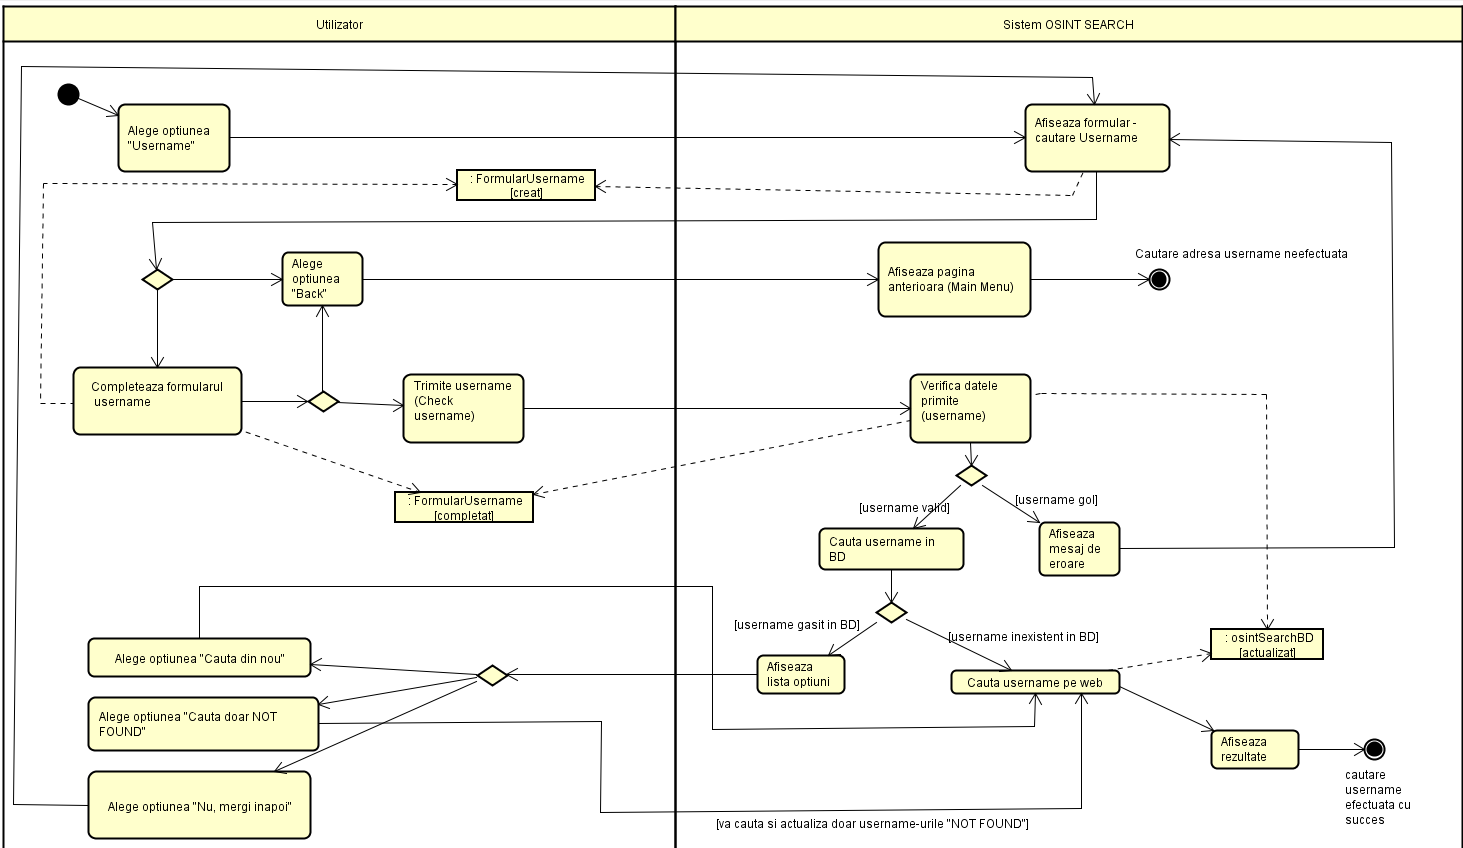 Utilizator
Sistem OSINT SEARCH
Alege optiunea
"Username"
Afiseaza formular -
cautare Username
: FormularUsername
[creat]
Alege
optiunea
"Back"
Afiseaza pagina
anterioara (Main Menu)
Cautare adresa username neefectuata
Completeaza formularul
username
Trimite username
(Check
username)
Verifica datele
primite
(username)
: FormularUsername
[completat]
[username valid]
[username gol]
Cauta username in
BD
Afiseaza
mesaj de
eroare
[username gasit in BD]
[username inexistent in BD]
: osintSearchBD
[actualizat]
Alege optiunea "Cauta din nou"
Afiseaza
lista optiuni
Cauta username pe web
Alege optiunea "Cauta doar NOT
FOUND"
Afiseaza
rezultate
Alege optiunea "Nu, mergi inapoi"
cautare
username
efectuata cu
succes
[va cauta si actualiza doar username-urile "NOT FOUND"]